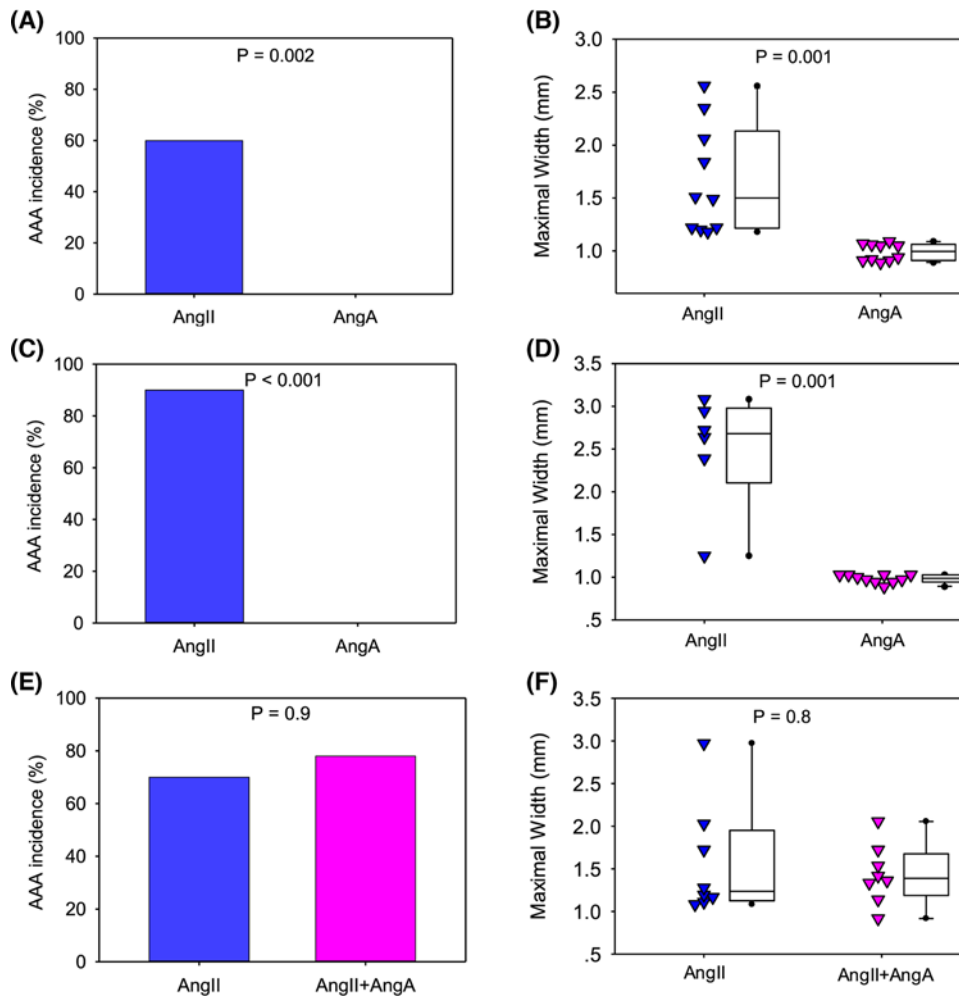 (A)
100
80
60
40
20
0
AAA incidence (%)
P = 0.002
AngII
AngA
(B)
3.0
2.5
2.0
1.5
1.0
Maximal Width (mm)
P = 0.001
AngII
AngA
(C)
100
80
60
40
20
0
AAA incidence (%)
P < 0.001
AngII
AngA
(D)
3.5
3.0
2.5
2.0
1.5
1.0
.5
Maximal Width (mm)
P = 0.001
AngII
AngA
(E)
100
80
60
40
20
0
AAA incidence (%)
P = 0.9
AngII
AngII+AngA
(F)
3.5
3.0
2.5
2.0
1.5
1.0
.5
Maximal Width (mm)
P = 0.8
AngII
AngII+AngA